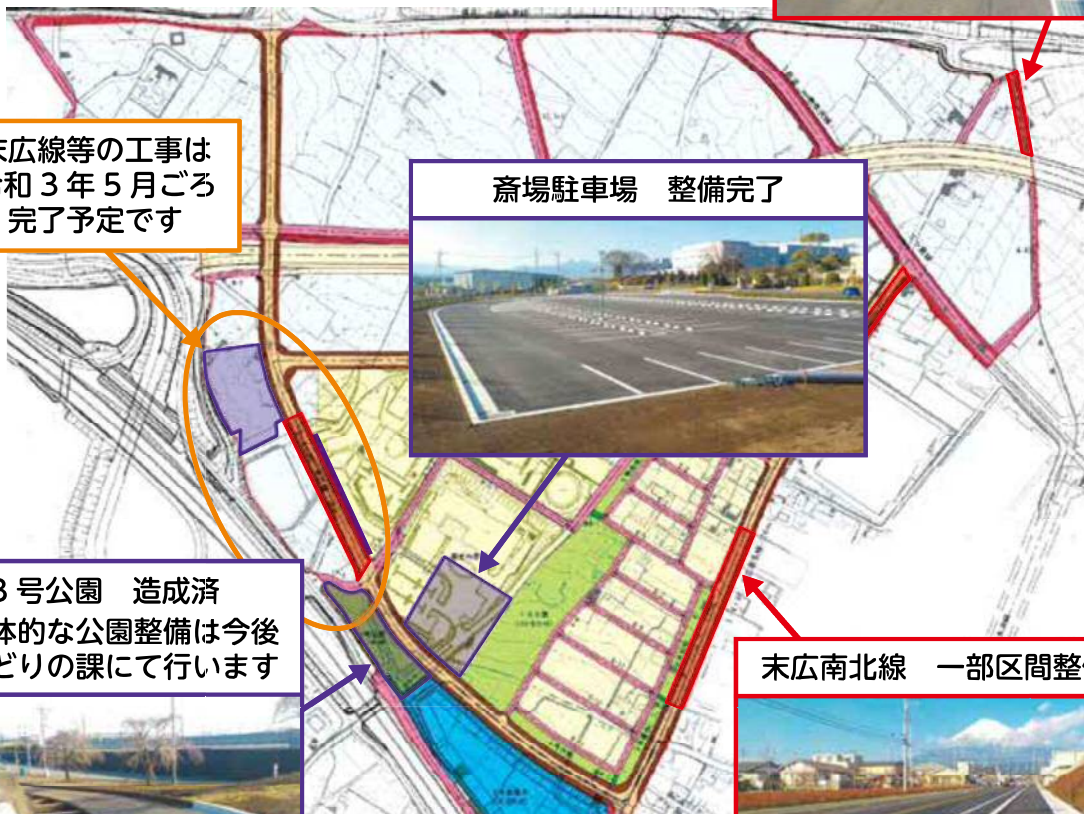 末広線等の工事は
令和3年5月ごろ
完了予定です
斎場駐車場 整備完了
3号公園 造成済
体的な公園整備は今後
どりの課にて行います
末広南北線 一部区間整